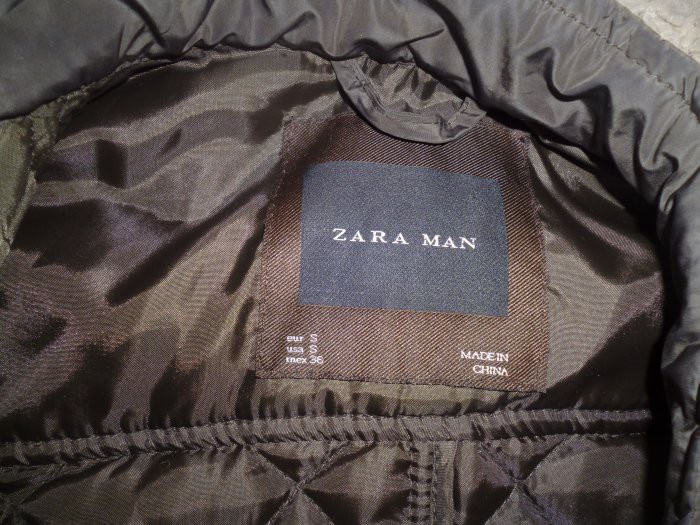 ZARA MAN
eur S
usa S
mex 36
MADE IN
CHINA